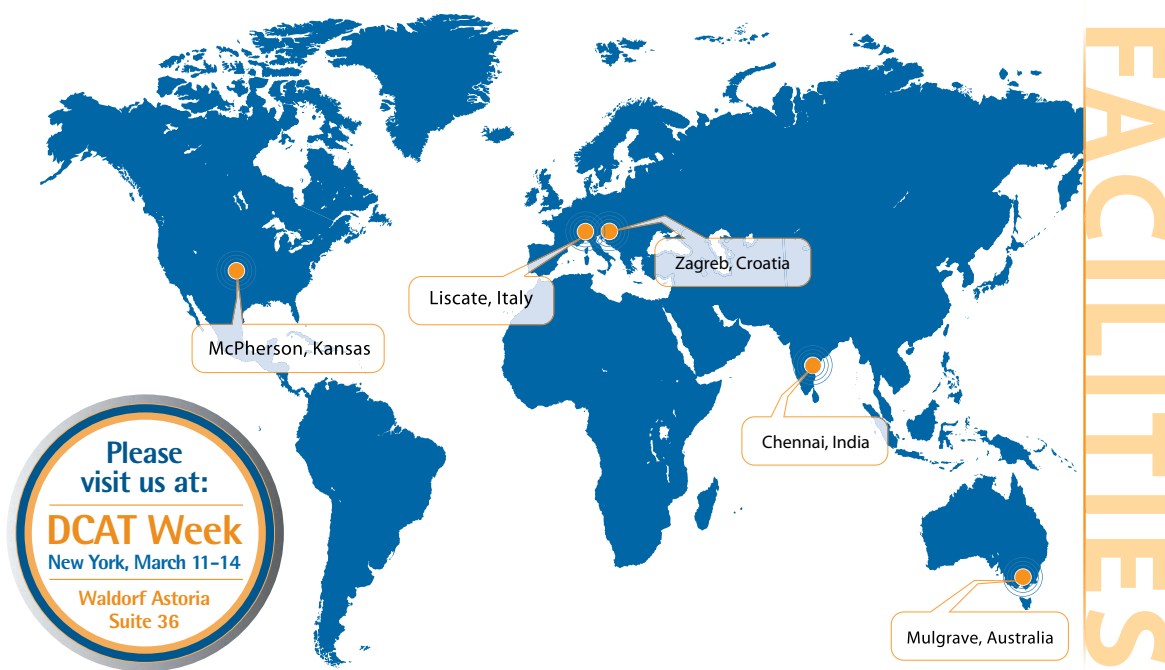 FACILITIES
Zagreb, Croatia
Liscate, Italy
McPherson, Kansas
Chennai, India
Mulgrave, Australia
Please
visit us at:
DCAT Week
New York, March 11-14
Waldorf Astoria
Suite 36